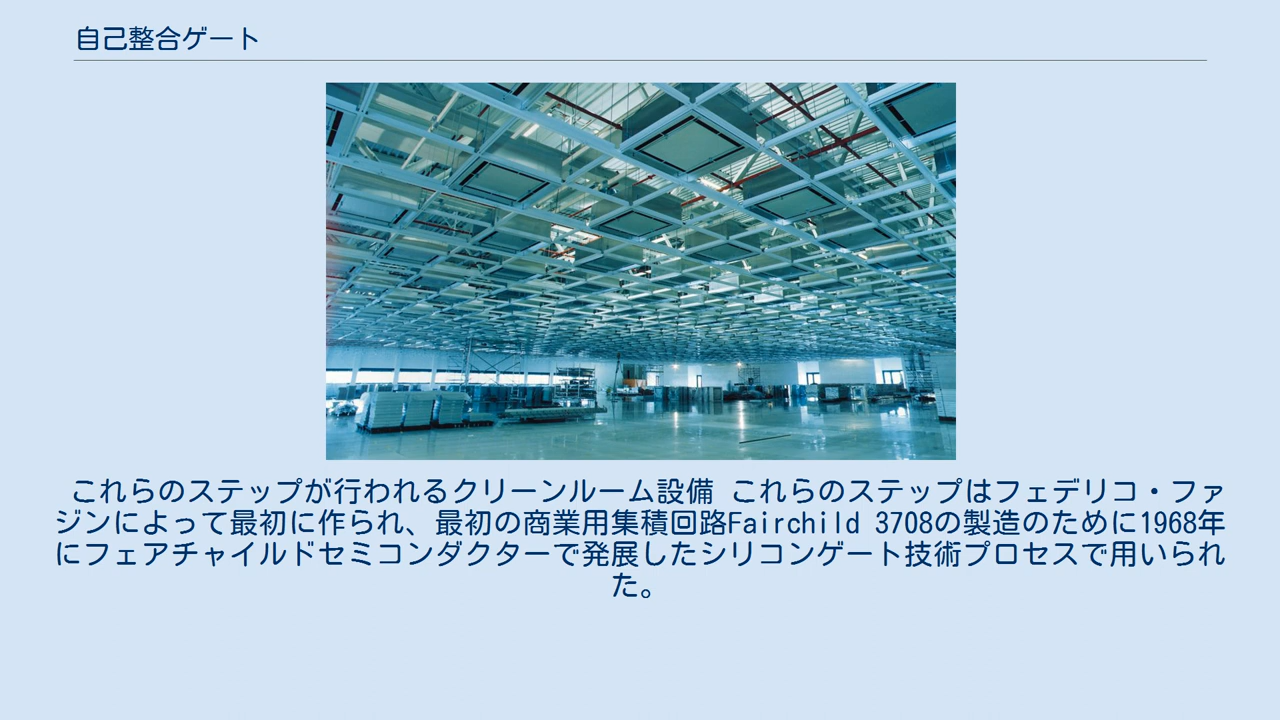 自己整合ゲート
これらのステップが行われるクリーンルーム設備 これらのステップはフェデリコ・ファ
ジンによって最初に作られ、最初の商業用集積回路Fairchild 3708の製造のために1968年
にフェアチャイルドセミコンダクターで発展したシリコンゲート技術プロセスで用いられ
た。